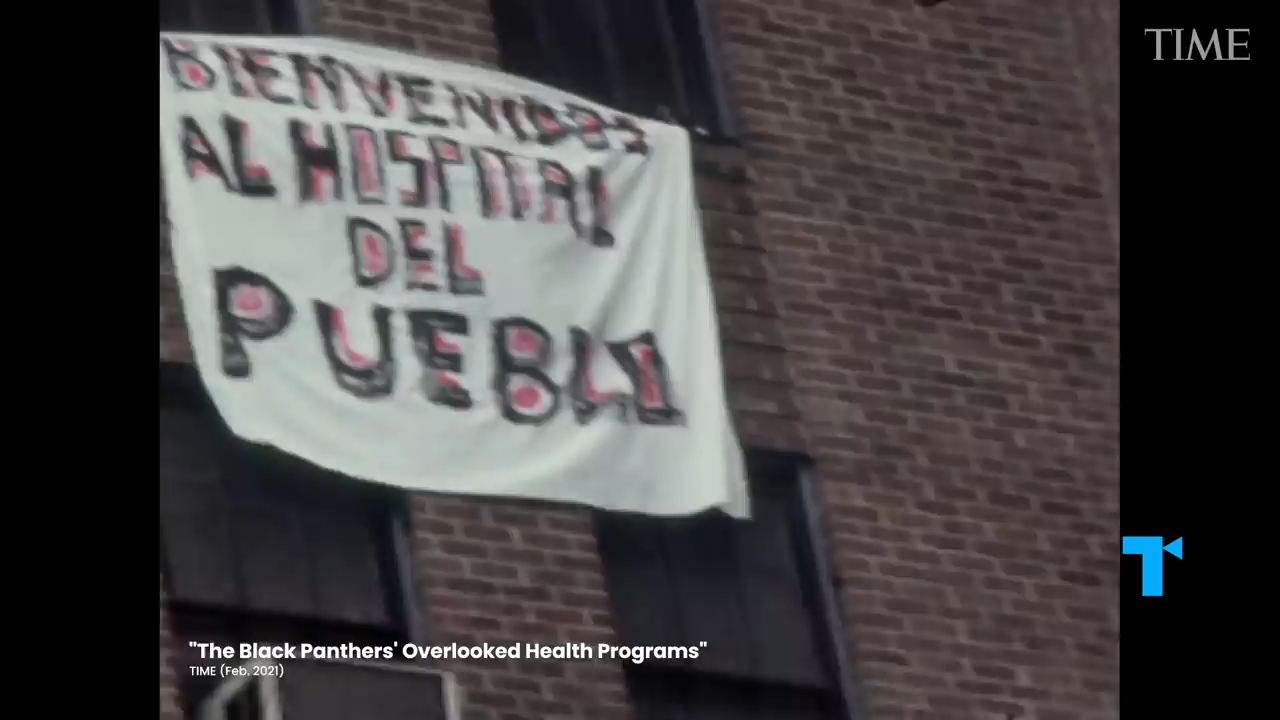 BIENVENIDOS
AL HOSPITAL
DEL
PUEBLO
TIME
"The Black Panthers' Overlooked Health Programs"
TIME (Feb, 2021)